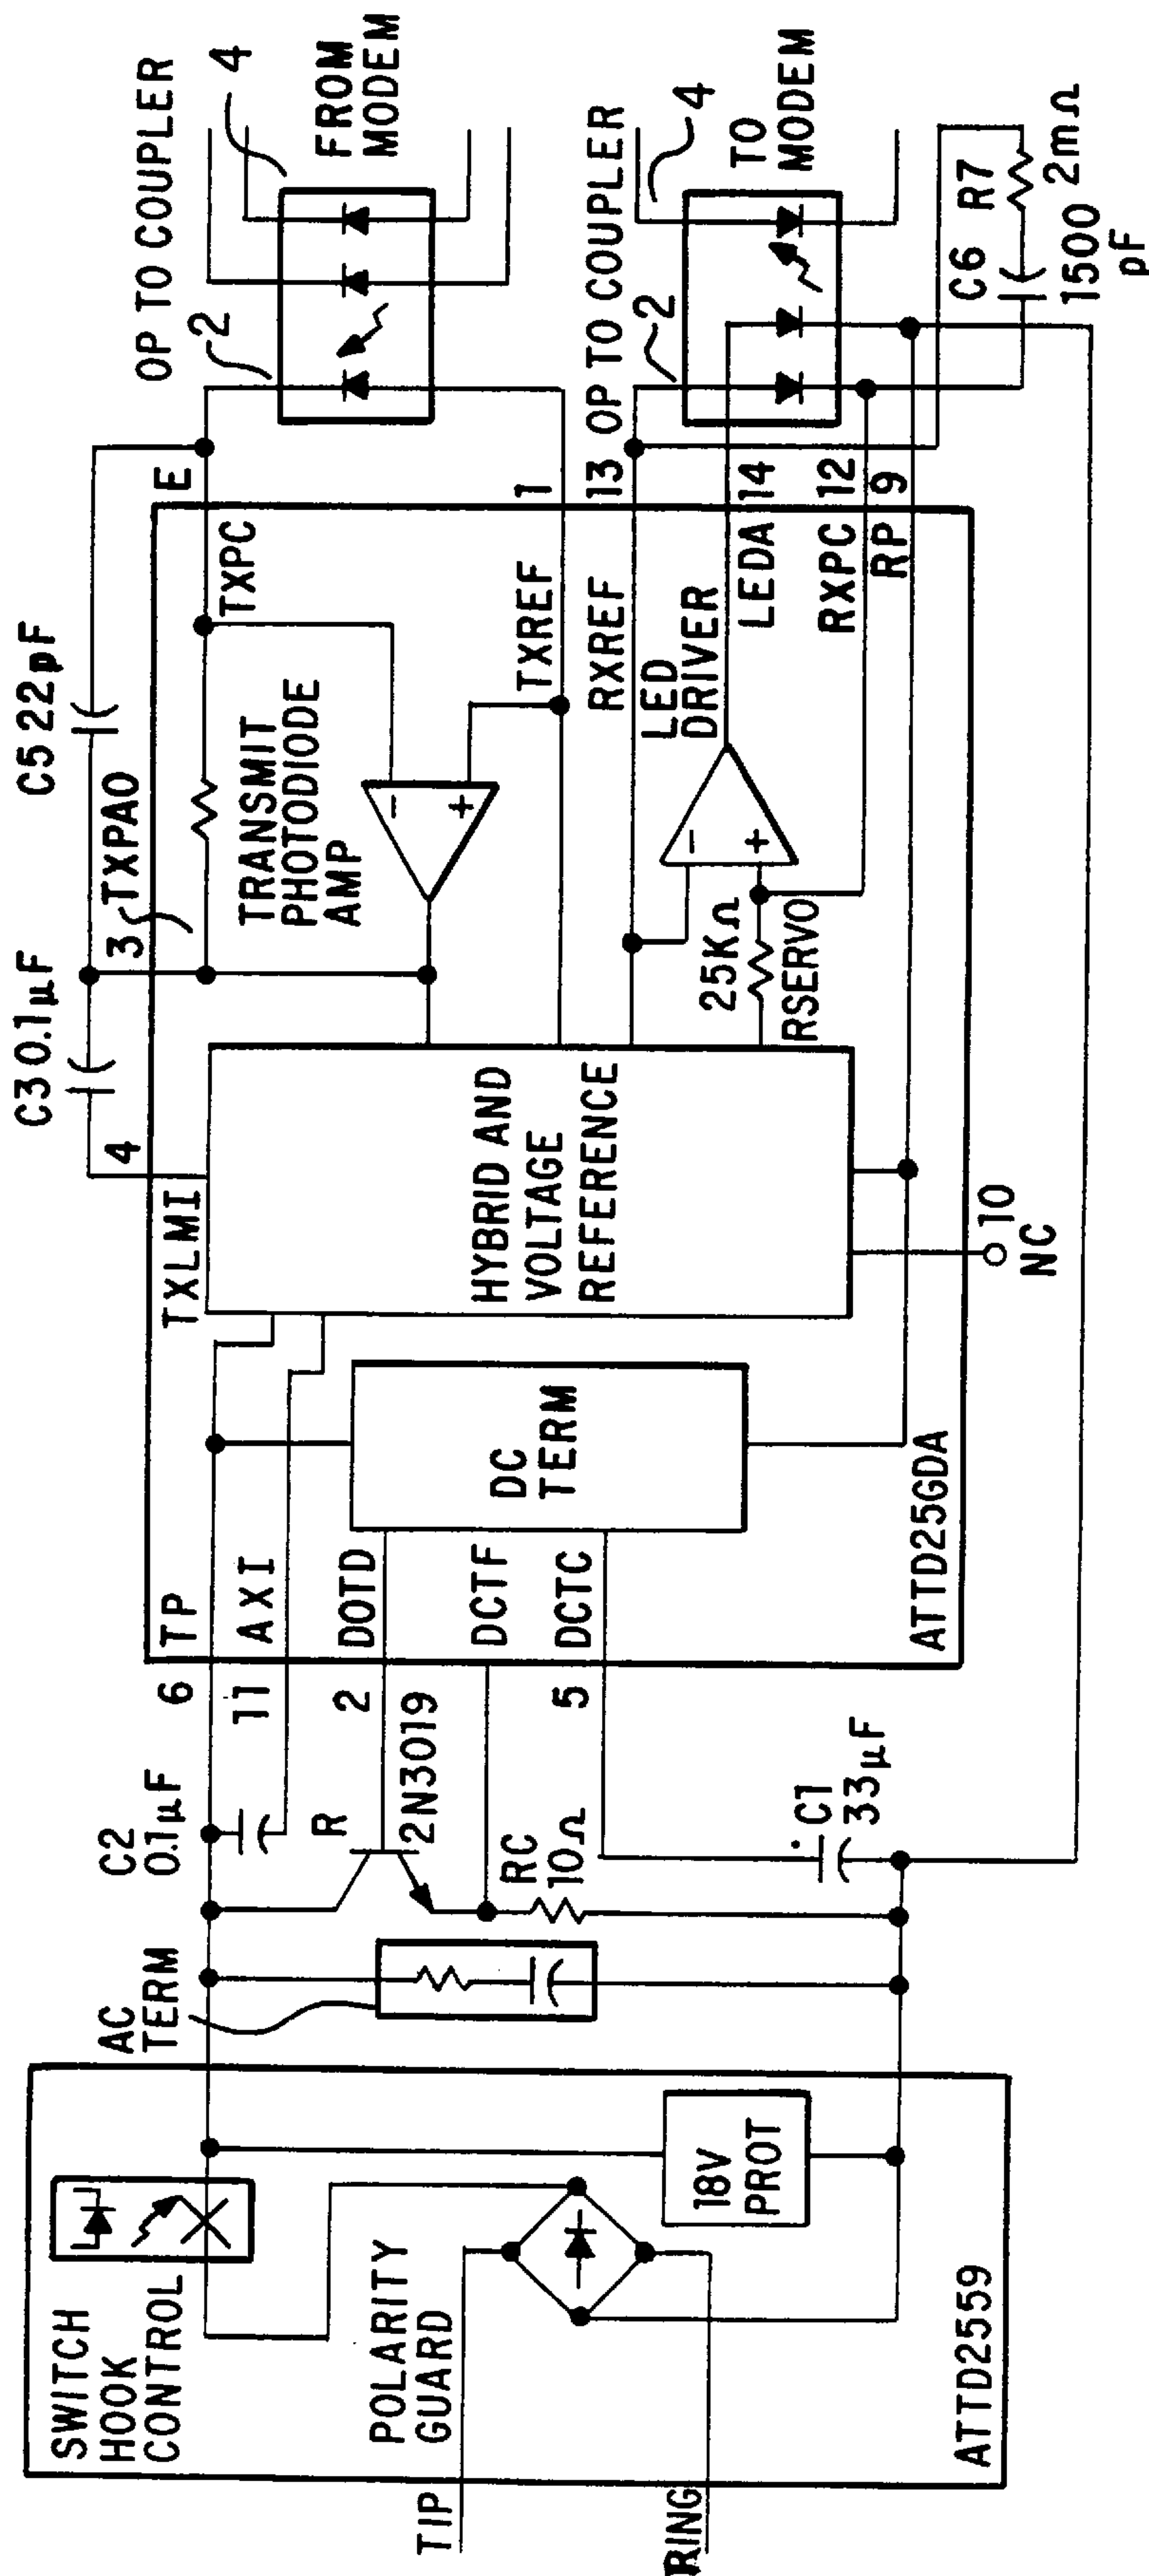 SWITCH
HOOK
CONTROL
TIP
RING
POLARITY
GUARD
18V
PROT
ATTD2559
AC
TERM
C2
0.1µF
R
2N3019
RC
10Ω
C1
33µF
6
TP
11
AXI
2
DOTD
DCTF
5
DCTC
ATTD25GDA
DC
TERM
TXLMI
4
HYBRID AND
VOLTAGE
REFERENCE
10
NC
C3 0.1µF
3
TXPAO
C5 22pF
TRANSMIT
PHOTODIODE
AMP
-
+
TXPC
E
TXREF
1
RXREF
13
LED
DRIVER
-
+
25KΩ
RSERVO
LEDA
14
RXPC
12
RP
9
OP TO COUPLER
2
4
FROM
MODEM
OP TO COUPLER
2
4
TO
MODEM
C6
R7
1500
pF
2mΩ